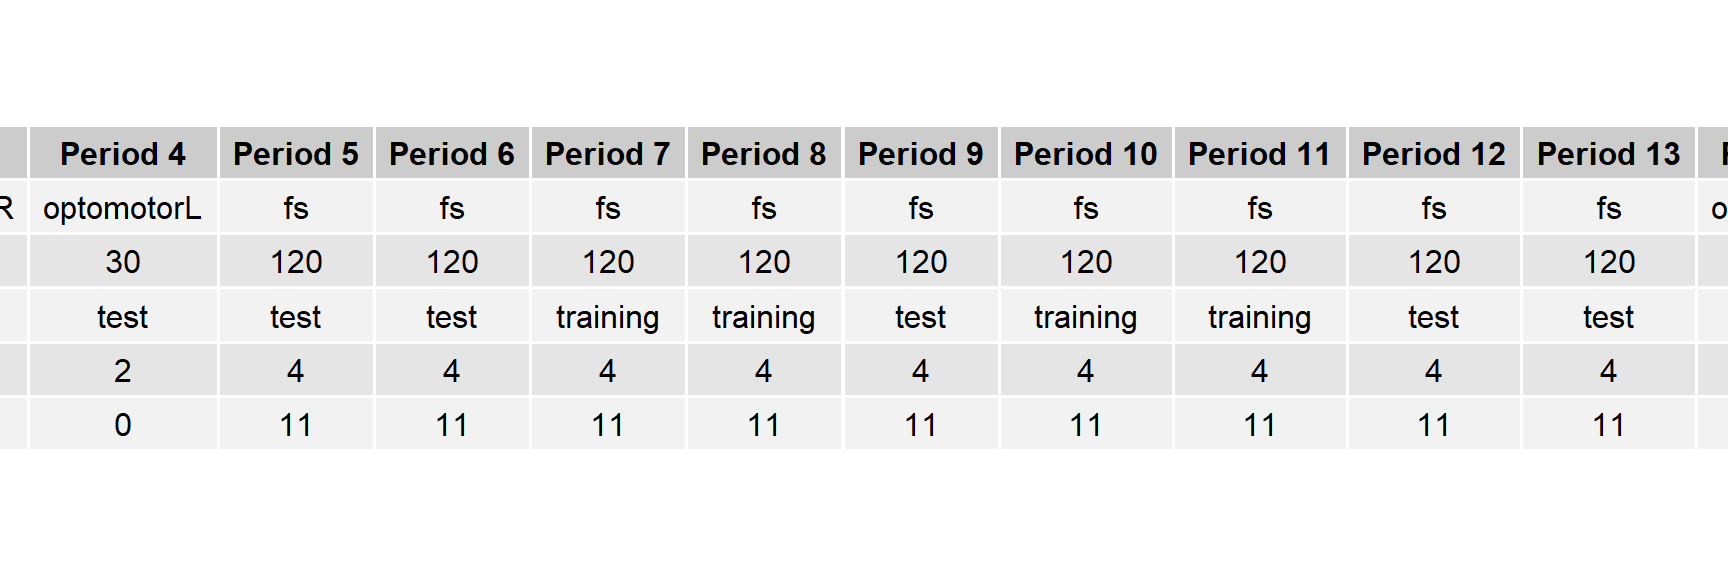 Period 4 Period 5 Period 6 Period 7 Period 8 Period 9 Period 10 Period 11 Period 12 Period 13
R optomotorL fs fs fs fs fs fs fs fs fs o
30 120 120 120 120 120 120 120 120 120
test test test training training test training training test test
2 4 4 4 4 4 4 4 4 4
0 11 11 11 11 11 11 11 11 11